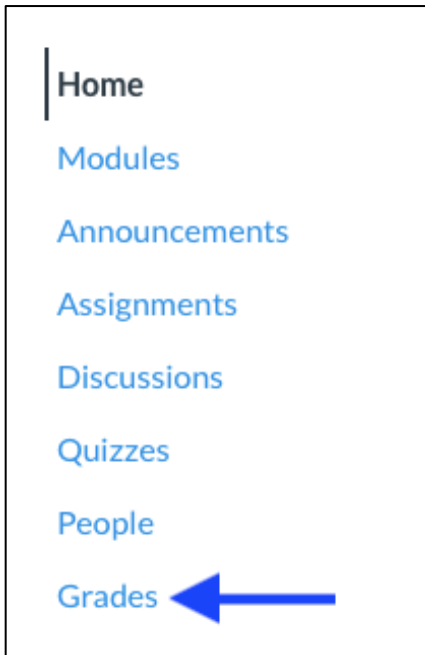 Home
Modules
Announcements
Assignments
Discussions
Quizzes
People
Grades